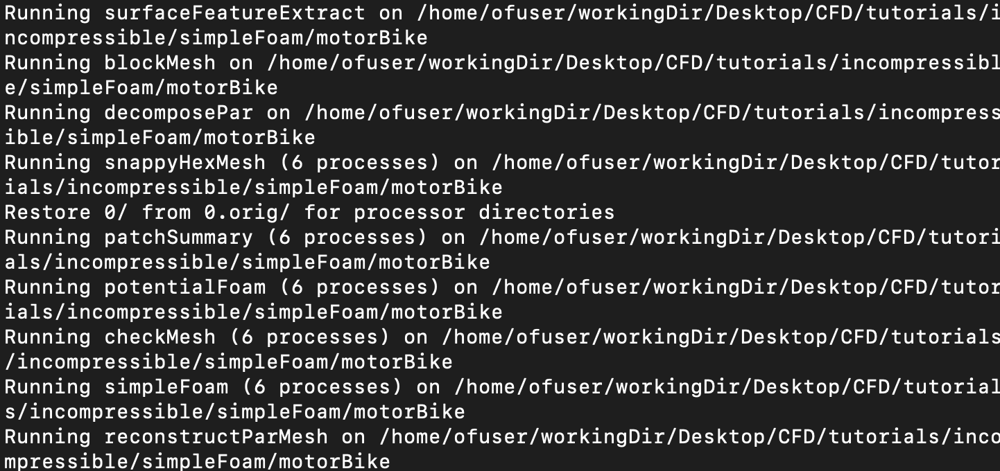 Running surfaceFeatureExtract on /home/ofuser/workingDir/Desktop/CFD/tutorials/i
ncompressible/simpleFoam/motorBike
Running blockMesh on /home/ofuser/workingDir/Desktop/CFD/tutorials/incompressibl
e/simpleFoam/motorBike
Running decomposePar on /home/ofuser/workingDir/Desktop/CFD/tutorials/incompress
ible/simpleFoam/motorBike
Running snappyHexMesh (6 processes) on /home/ofuser/workingDir/Desktop/CFD/tutor
ials/incompressible/simpleFoam/motorBike
Restore 0/ from 0.orig/ for processor directories
Running patchSummary (6 processes) on /home/ofuser/workingDir/Desktop/CFD/tutori
als/incompressible/simpleFoam/motorBike
Running potentialFoam (6 processes) on /home/ofuser/workingDir/Desktop/CFD/tutor
ials/incompressible/simpleFoam/motorBike
Running checkMesh (6 processes) on /home/ofuser/workingDir/Desktop/CFD/tutorials
/incompressible/simpleFoam/motorBike
Running simpleFoam (6 processes) on /home/ofuser/workingDir/Desktop/CFD/tutorial
s/incompressible/simpleFoam/motorBike
Running reconstructParMesh on /home/ofuser/workingDir/Desktop/CFD/tutorials/inco
mpressible/simpleFoam/motorBike